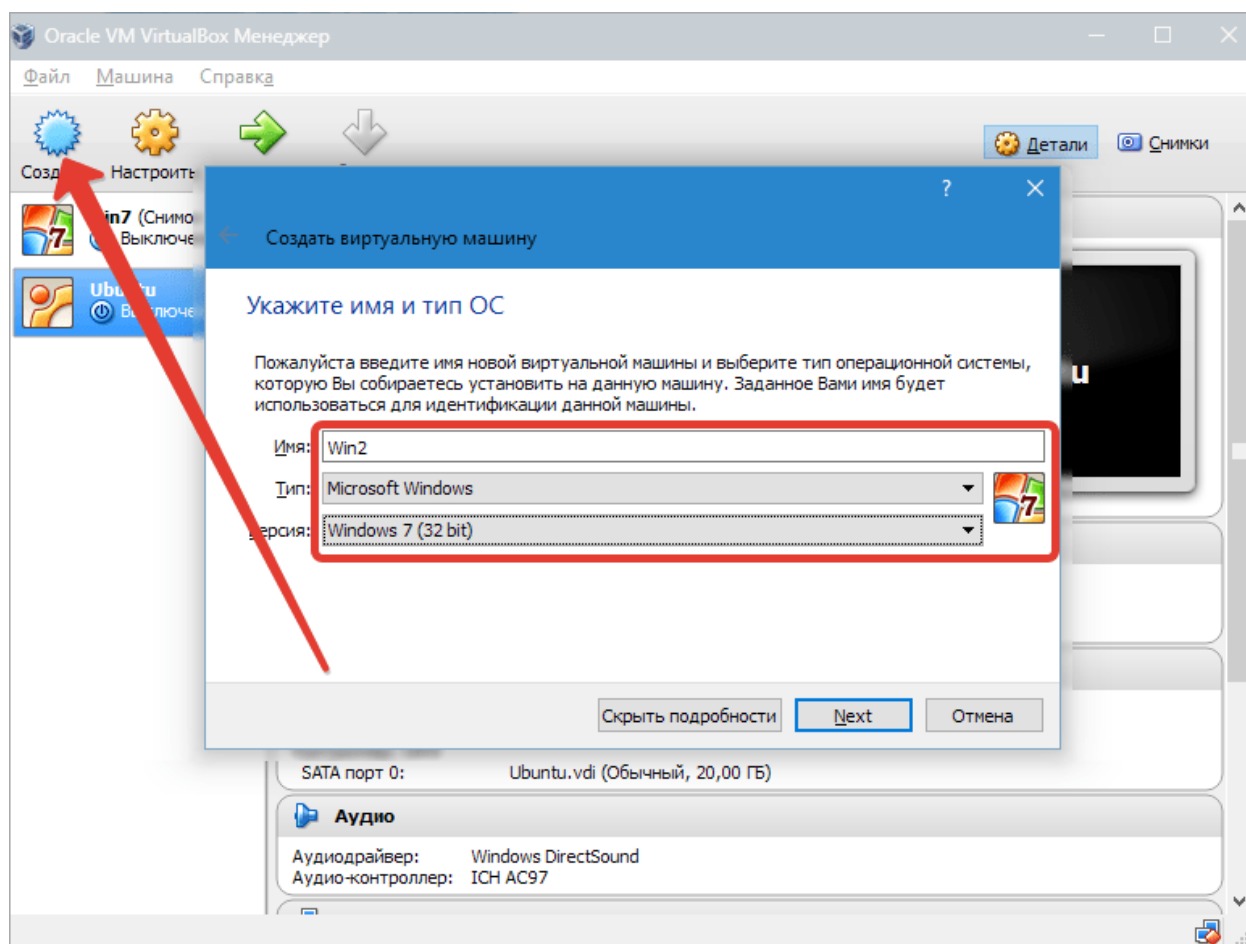 Oracle VM VirtualBox Менеджер
Файл Машина Справка
Настроить
Детали Снимки
(Снимо
Выключе
Ubuntu
? ×
Создать виртуальную машину
Укажите имя и тип ОС
Пожалуйста введите имя новой виртуальной машины и выберите тип операционной системы,
которую Вы собираетесь установить на данную машину. Заданное Вами имя будет
использоваться для идентификации данной машины.
Имя: Win2
Тип: Microsoft Windows
ерсия: Windows 7 (32 bit)
Скрыть подробности Next Отмена
SATA порт 0: Ubuntu.vdi (Обычный, 20,00 ГБ)
Аудио
Аудиодрайвер: Windows DirectSound
Аудио-контроллер: ICH AC97